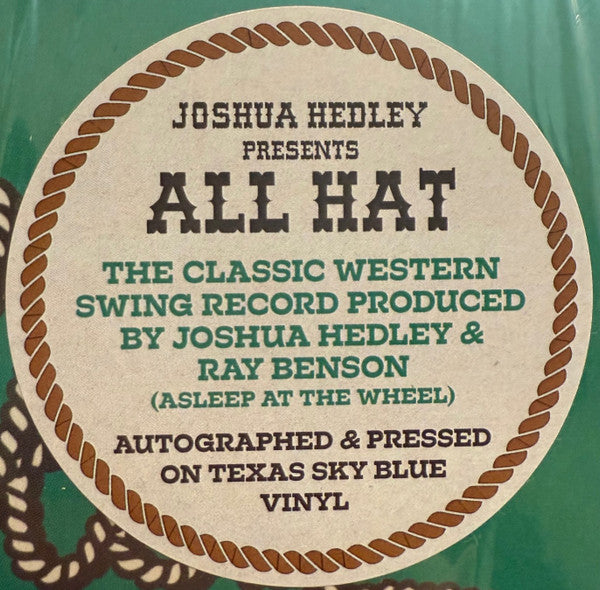 JOSHUA HEDLEY
PRESENTS
ALL HAT
THE CLASSIC WESTERN
SWING RECORD PRODUCED
BY JOSHUA HEDLEY &
RAY BENSON
(ASLEEP AT THE WHEEL)
AUTOGRAPHED & PRESSED
ON TEXAS SKY BLUE
VINYL